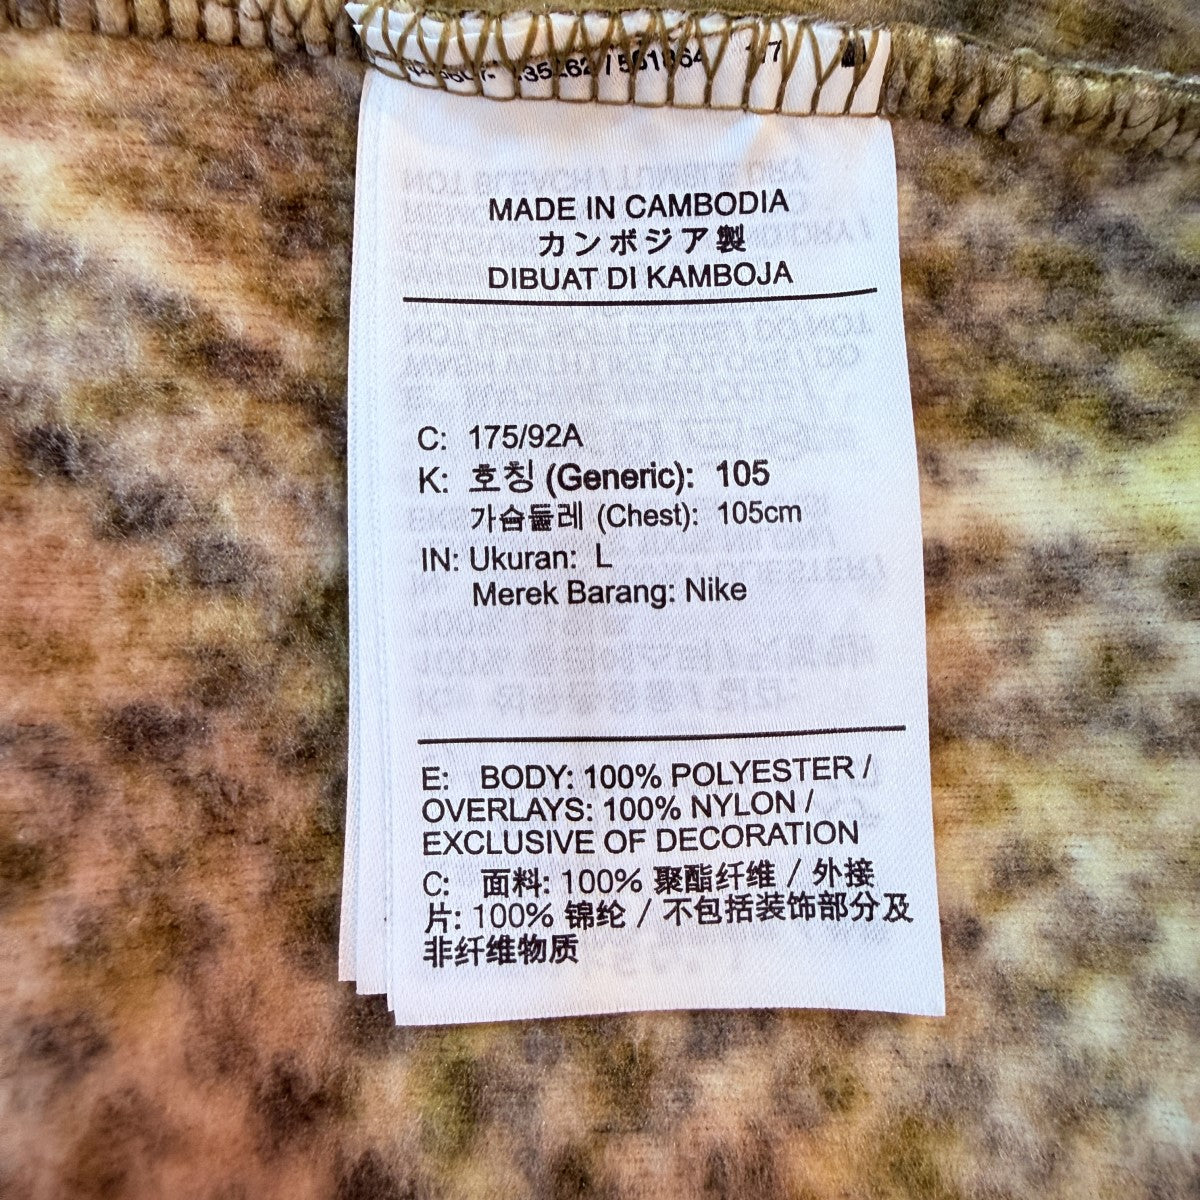 MADE IN CAMBODIA
カンボジア製
DIBUAT DI KAMBOJA
C: 175/92A
K: 호칭 (Generic): 105
가슴둘레 (Chest): 105cm
IN: Ukuran: L
Merek Barang: Nike
E: BODY: 100% POLYESTER /
OVERLAYS: 100% NYLON /
EXCLUSIVE OF DECORATION
C: 面料: 100% 聚酯纤维 / 外接
片: 100% 锦纶 / 不包括装饰部分及
非纤维物质